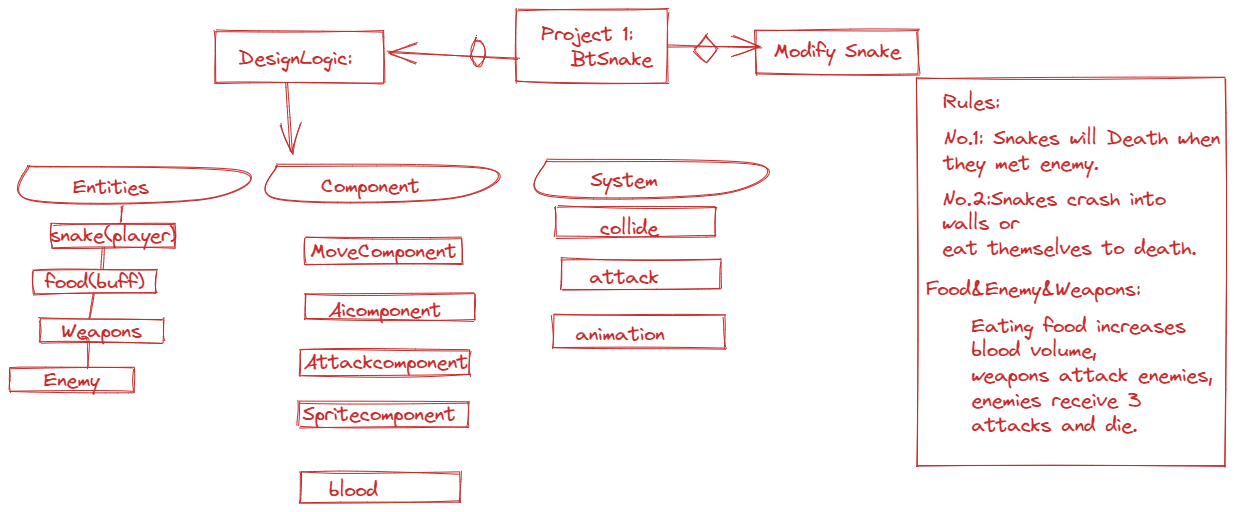 Project 1:
BtSnake
DesignLogic:
Modify Snake
Entities
snake(player)
food(buff)
Weapons
Enemy
Component
MoveComponent
Aicomponent
Attackcomponent
Spritecomponent
blood
System
collide
attack
animation
Rules:
No.1: Snakes will Death when
they met enemy.
No.2:Snakes crash into
walls or
eat themselves to death.
Food&Enemy&Weapons:
Eating food increases
blood volume,
weapons attack enemies,
enemies receive 3
attacks and die.